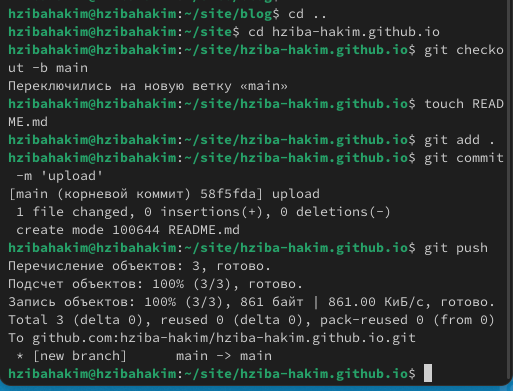 hzibahakim@hzibahakim:~/site/blog$ cd ..
hzibahakim@hzibahakim:~/site$ cd hziba-hakim.github.io
hzibahakim@hzibahakim:~/site/hziba-hakim.github.io$ git checko
ut -b main
Переключились на новую ветку «main»
hzibahakim@hzibahakim:~/site/hziba-hakim.github.io$ touch READ
ME.md
hzibahakim@hzibahakim:~/site/hziba-hakim.github.io$ git add .
hzibahakim@hzibahakim:~/site/hziba-hakim.github.io$ git commit
 -m 'upload'
[main (корневой коммит) 58f5fda] upload
 1 file changed, 0 insertions(+), 0 deletions(-)
 create mode 100644 README.md
hzibahakim@hzibahakim:~/site/hziba-hakim.github.io$ git push
Перечисление объектов: 3, готово.
Подсчет объектов: 100% (3/3), готово.
Запись объектов: 100% (3/3), 861 байт | 861.00 КиБ/с, готово.
Total 3 (delta 0), reused 0 (delta 0), pack-reused 0 (from 0)
To github.com:hziba-hakim/hziba-hakim.github.io.git
 * [new branch]      main -> main
hzibahakim@hzibahakim:~/site/hziba-hakim.github.io$